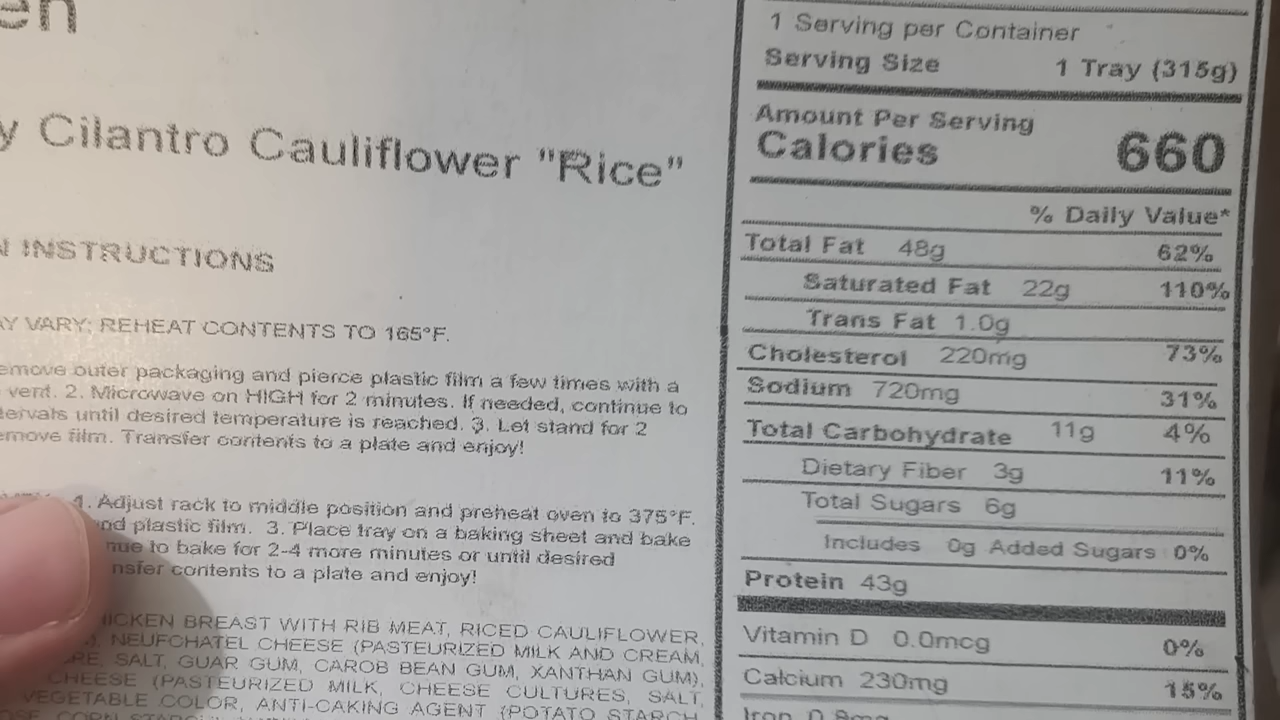 en
y Cilantro Cauliflower "Rice"
INSTRUCTIONS
AY VARY; REHEAT CONTENTS TO 165°F.
emove outer packaging and pierce plastic film a few times with a
vent. 2. Microwave on HIGH for 2 minutes. If needed, continue to
tervals until desired temperature is reached. 3. Let stand for 2
emove film. Transfer contents to a plate and enjoy!
1. Adjust rack to middle position and preheat oven to 375°F.
nd plastic film. 3. Place tray on a baking sheet and bake
nue to bake for 2-4 more minutes or until desired
nsfer contents to a plate and enjoy!
ICKEN BREAST WITH RIB MEAT, RICED CAULIFLOWER,
NEUFCHATEL CHEESE (PASTEURIZED MILK AND CREAM,
RE, SALT, GUAR GUM, CAROB BEAN GUM, XANTHAN GUM),
CHEESE (PASTEURIZED MILK, CHEESE CULTURES, SALT,
VEGETABLE COLOR, ANTI-CAKING AGENT (POTATO STARCH,
1 Serving per Container
Serving Size 1 Tray (315g)
Amount Per Serving
Calories 660
% Daily Value*
Total Fat 48g 62%
Saturated Fat 22g 110%
Trans Fat 1.0g
Cholesterol 220mg 73%
Sodium 720mg 31%
Total Carbohydrate 11g 4%
Dietary Fiber 3g 11%
Total Sugars 6g
Includes 0g Added Sugars 0%
Protein 43g
Vitamin D 0.0mcg 0%
Calcium 230mg 15%
Iron 0.8mg